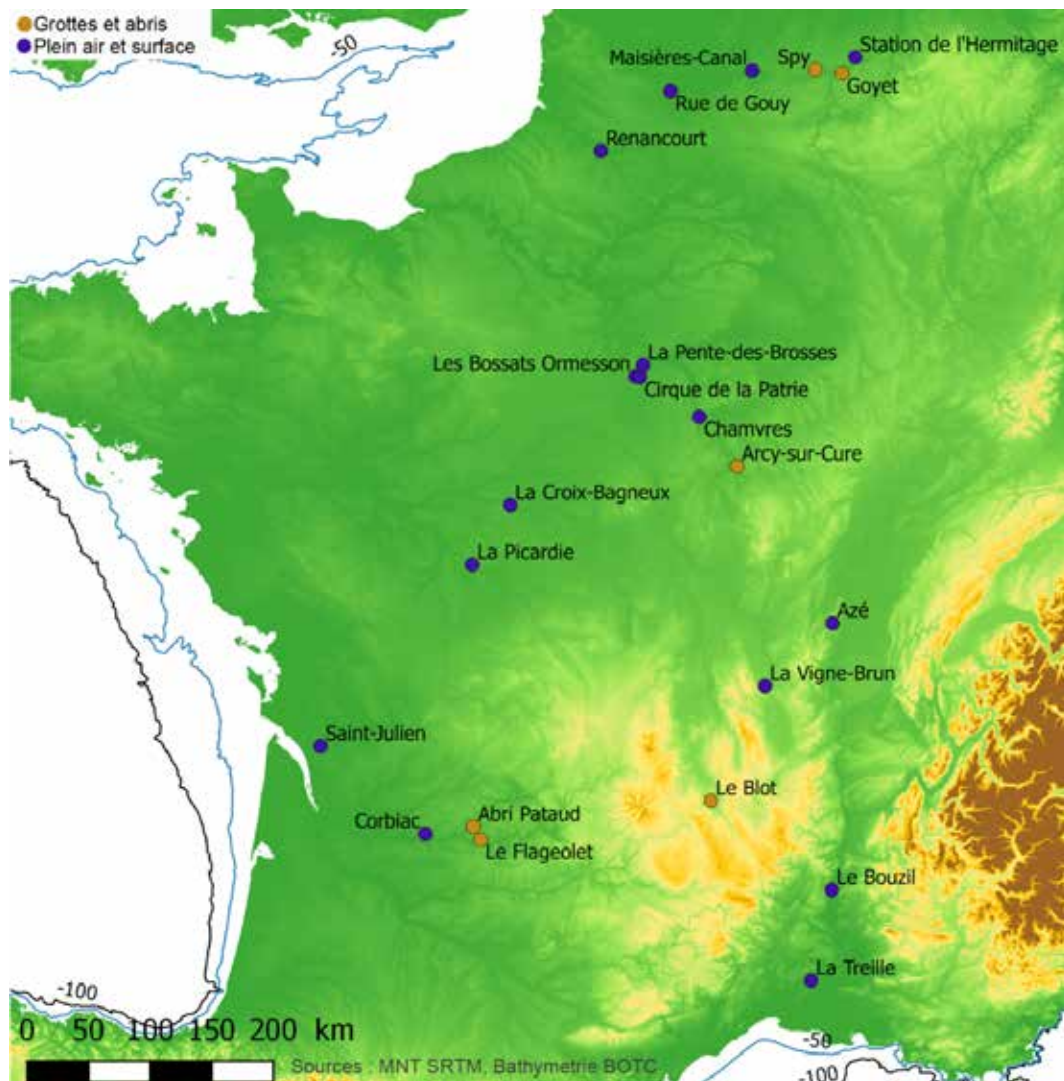 Grottes et abris
Plein air et surface
-50
Station de l'Hermitage
Maisières-Canal
Spy
Goyet
Rue de Gouy
Renancourt
La Pente-des-Brosses
Les Bossats Ormesson
Cirque de la Patrie
Chamvres
Arcy-sur-Cure
La Croix-Bagneux
La Picardie
Azé
La Vigne-Brun
Saint-Julien
Le Blot
Abri Pataud
Corbiac
Le Flageolet
Le Bouzil
La Treille
-100
0 50 100 150 200 km
-50
-100
Sources : MNT SRTM, Bathymetrie BOTC